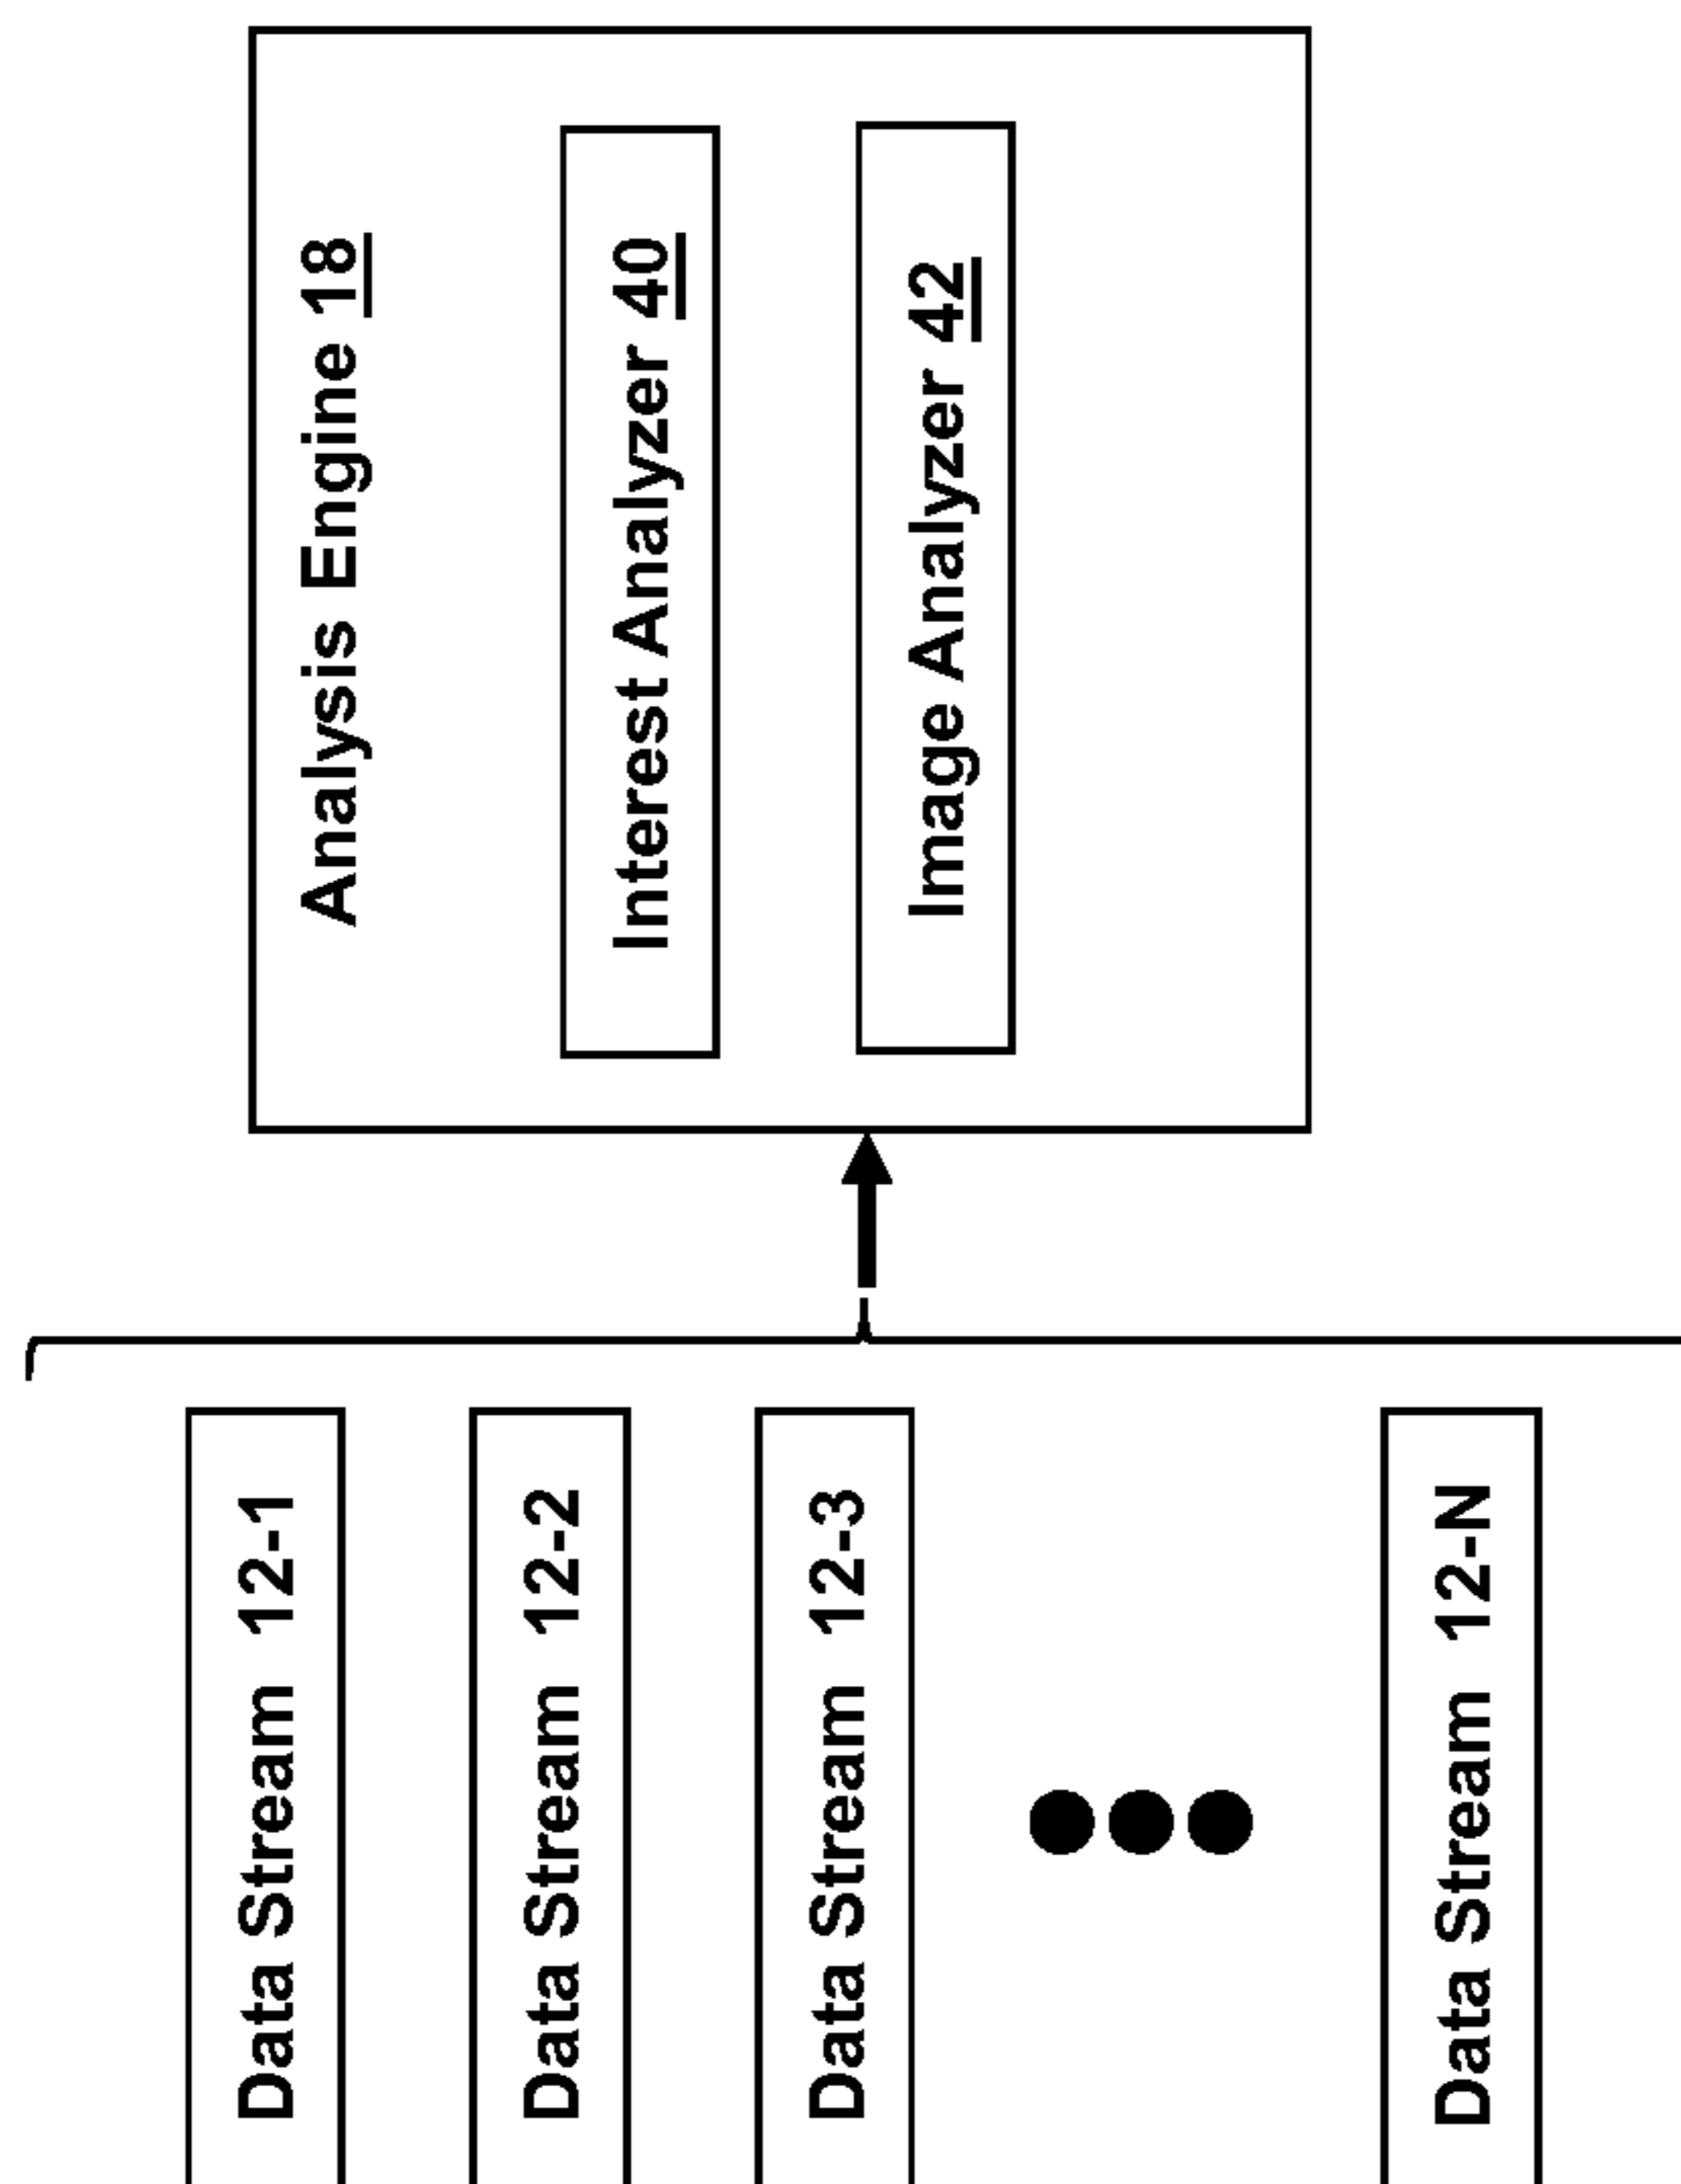 Data Stream 12-1
Data Stream 12-2
Data Stream 12-3
Data Stream 12-N
Analysis Engine 18
Interest Analyzer 40
Image Analyzer 42